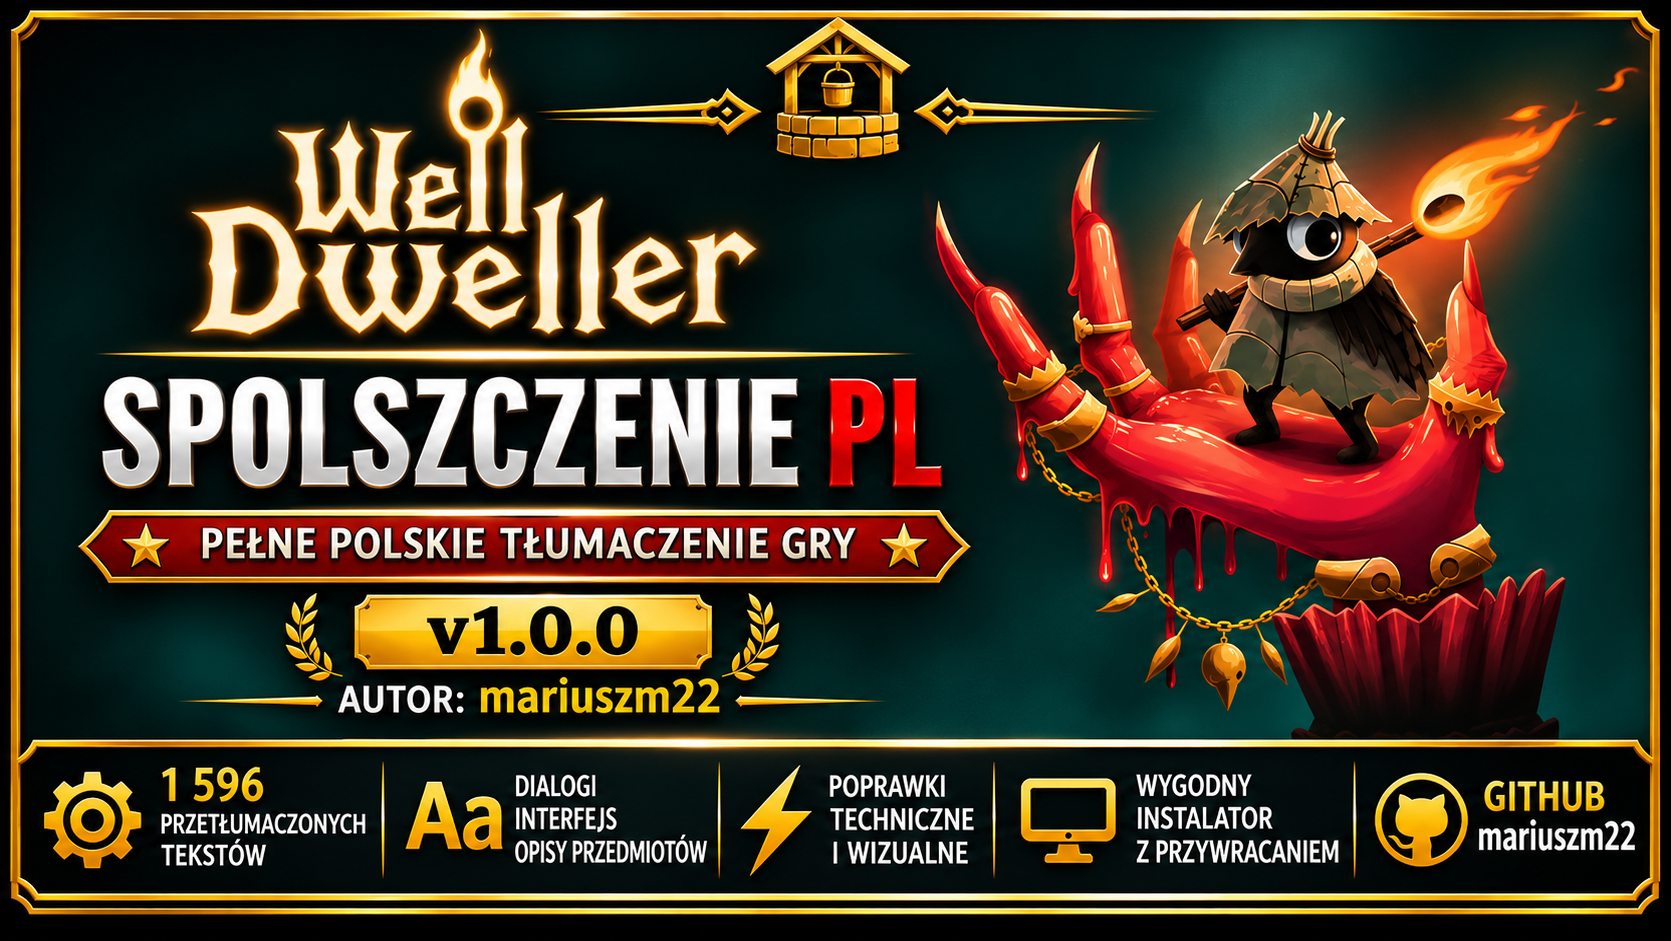 Well
Dweller
SPOLSZCZENIE PL
PEŁNE POLSKIE TŁUMACZENIE GRY
v1.0.0
AUTOR: mariuszm22
1 596
PRZETŁUMACZONYCH
TEKSTÓW
Aa
DIALOGI
INTERFEJS
OPISY PRZEDMIOTÓW
POPRAWKI
TECHNICZNE
I WIZUALNE
WYGODNY
INSTALATOR
Z PRZYWRACANIEM
GITHUB
mariuszm22